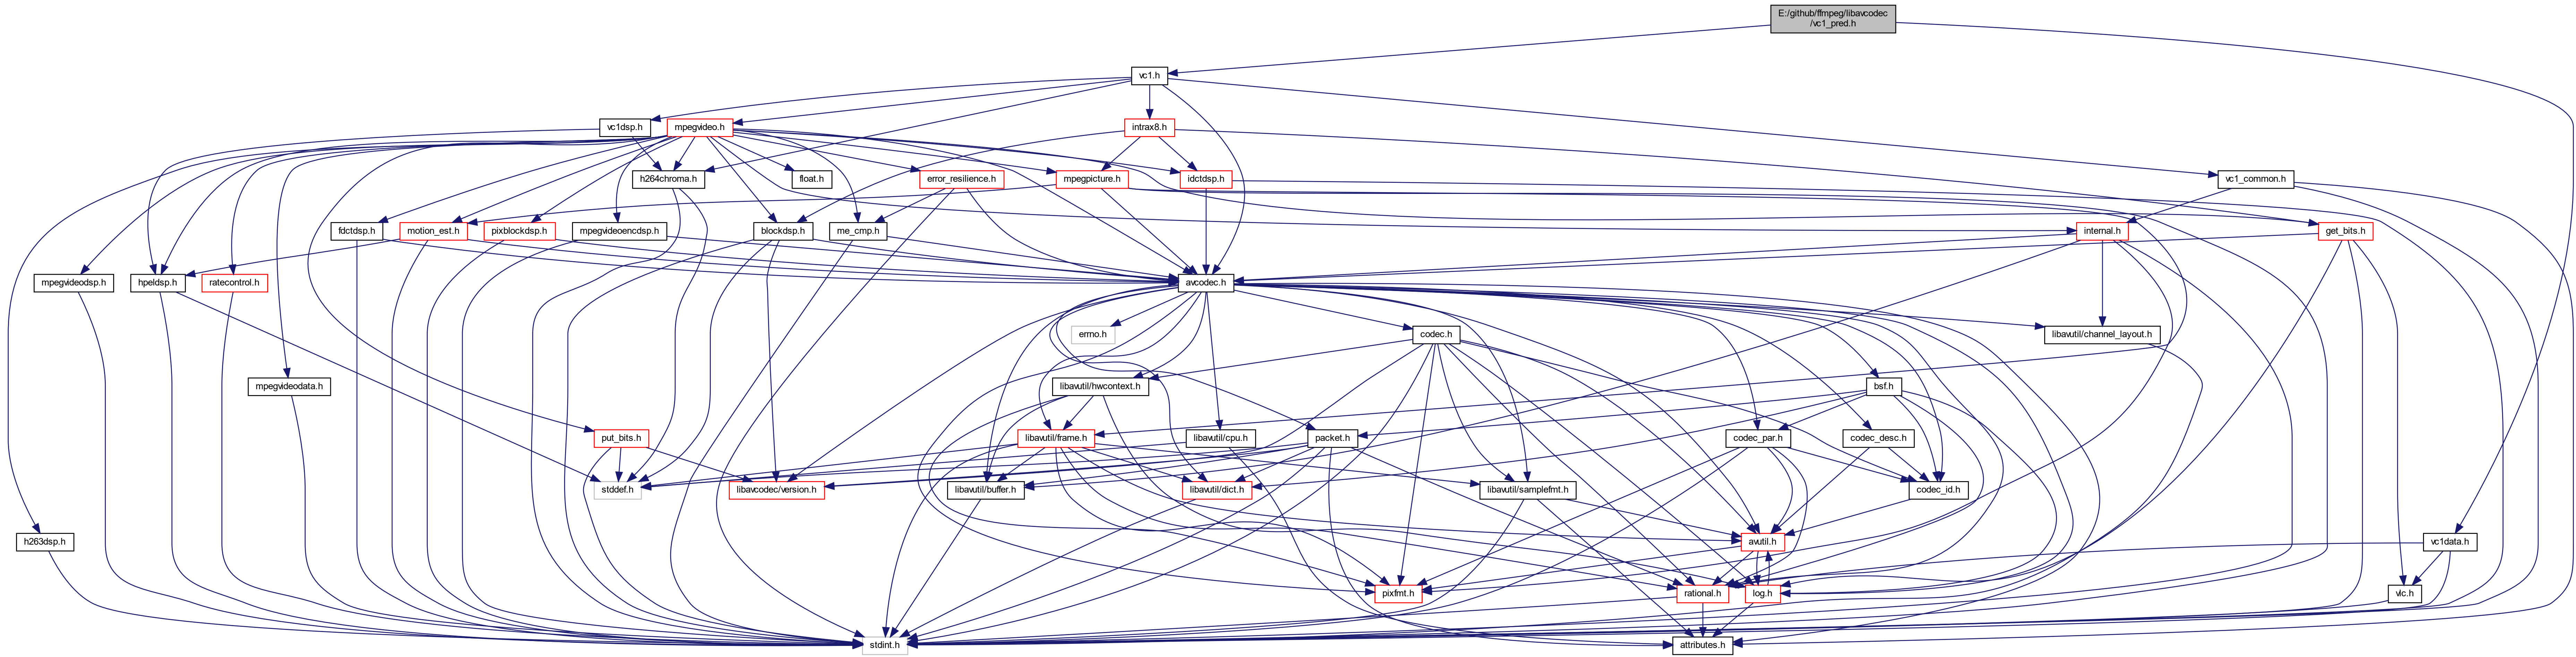 E:/github/ffmpeg/libavcodec
/vc1_pred.h
vc1.h
vc1dsp.h
mpegvideo.h
intrax8.h
h264chroma.h
float.h
error_resilience.h
mpegpicture.h
idctdsp.h
vc1_common.h
fdctdsp.h
motion_est.h
pixblockdsp.h
mpegvideoencdsp.h
blockdsp.h
me_cmp.h
internal.h
get_bits.h
mpegvideodsp.h
hpeldsp.h
ratecontrol.h
avcodec.h
errno.h
codec.h
libavutil/channel_layout.h
mpegvideodata.h
libavutil/hwcontext.h
bsf.h
put_bits.h
libavutil/frame.h
libavutil/cpu.h
packet.h
codec_par.h
codec_desc.h
stddef.h
libavcodec/version.h
libavutil/buffer.h
libavutil/dict.h
libavutil/samplefmt.h
codec_id.h
h263dsp.h
avutil.h
vc1data.h
pixfmt.h
rational.h
log.h
vlc.h
stdint.h
attributes.h